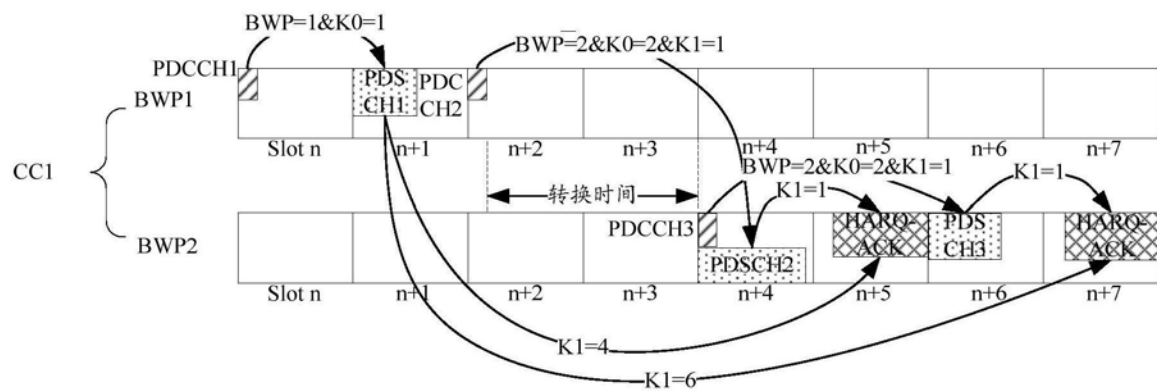 BWP=1&K0=1
BWP=2&K0=2&K1=1
PDCCH1
PDS
CH1
PDC
CH2
BWP1
Slot n
n+1
n+2
n+3
n+4
n+5
n+6
n+7
CC1
BWP=2&K0=2&K1=1
K1=1
K1=1
转换时间
PDCCH3
HARQ-
ACK
PDS
CH3
HARQ-
ACK
BWP2
PDSCH2
Slot n
n+1
n+2
n+3
n+4
n+5
n+6
n+7
K1=4
K1=6